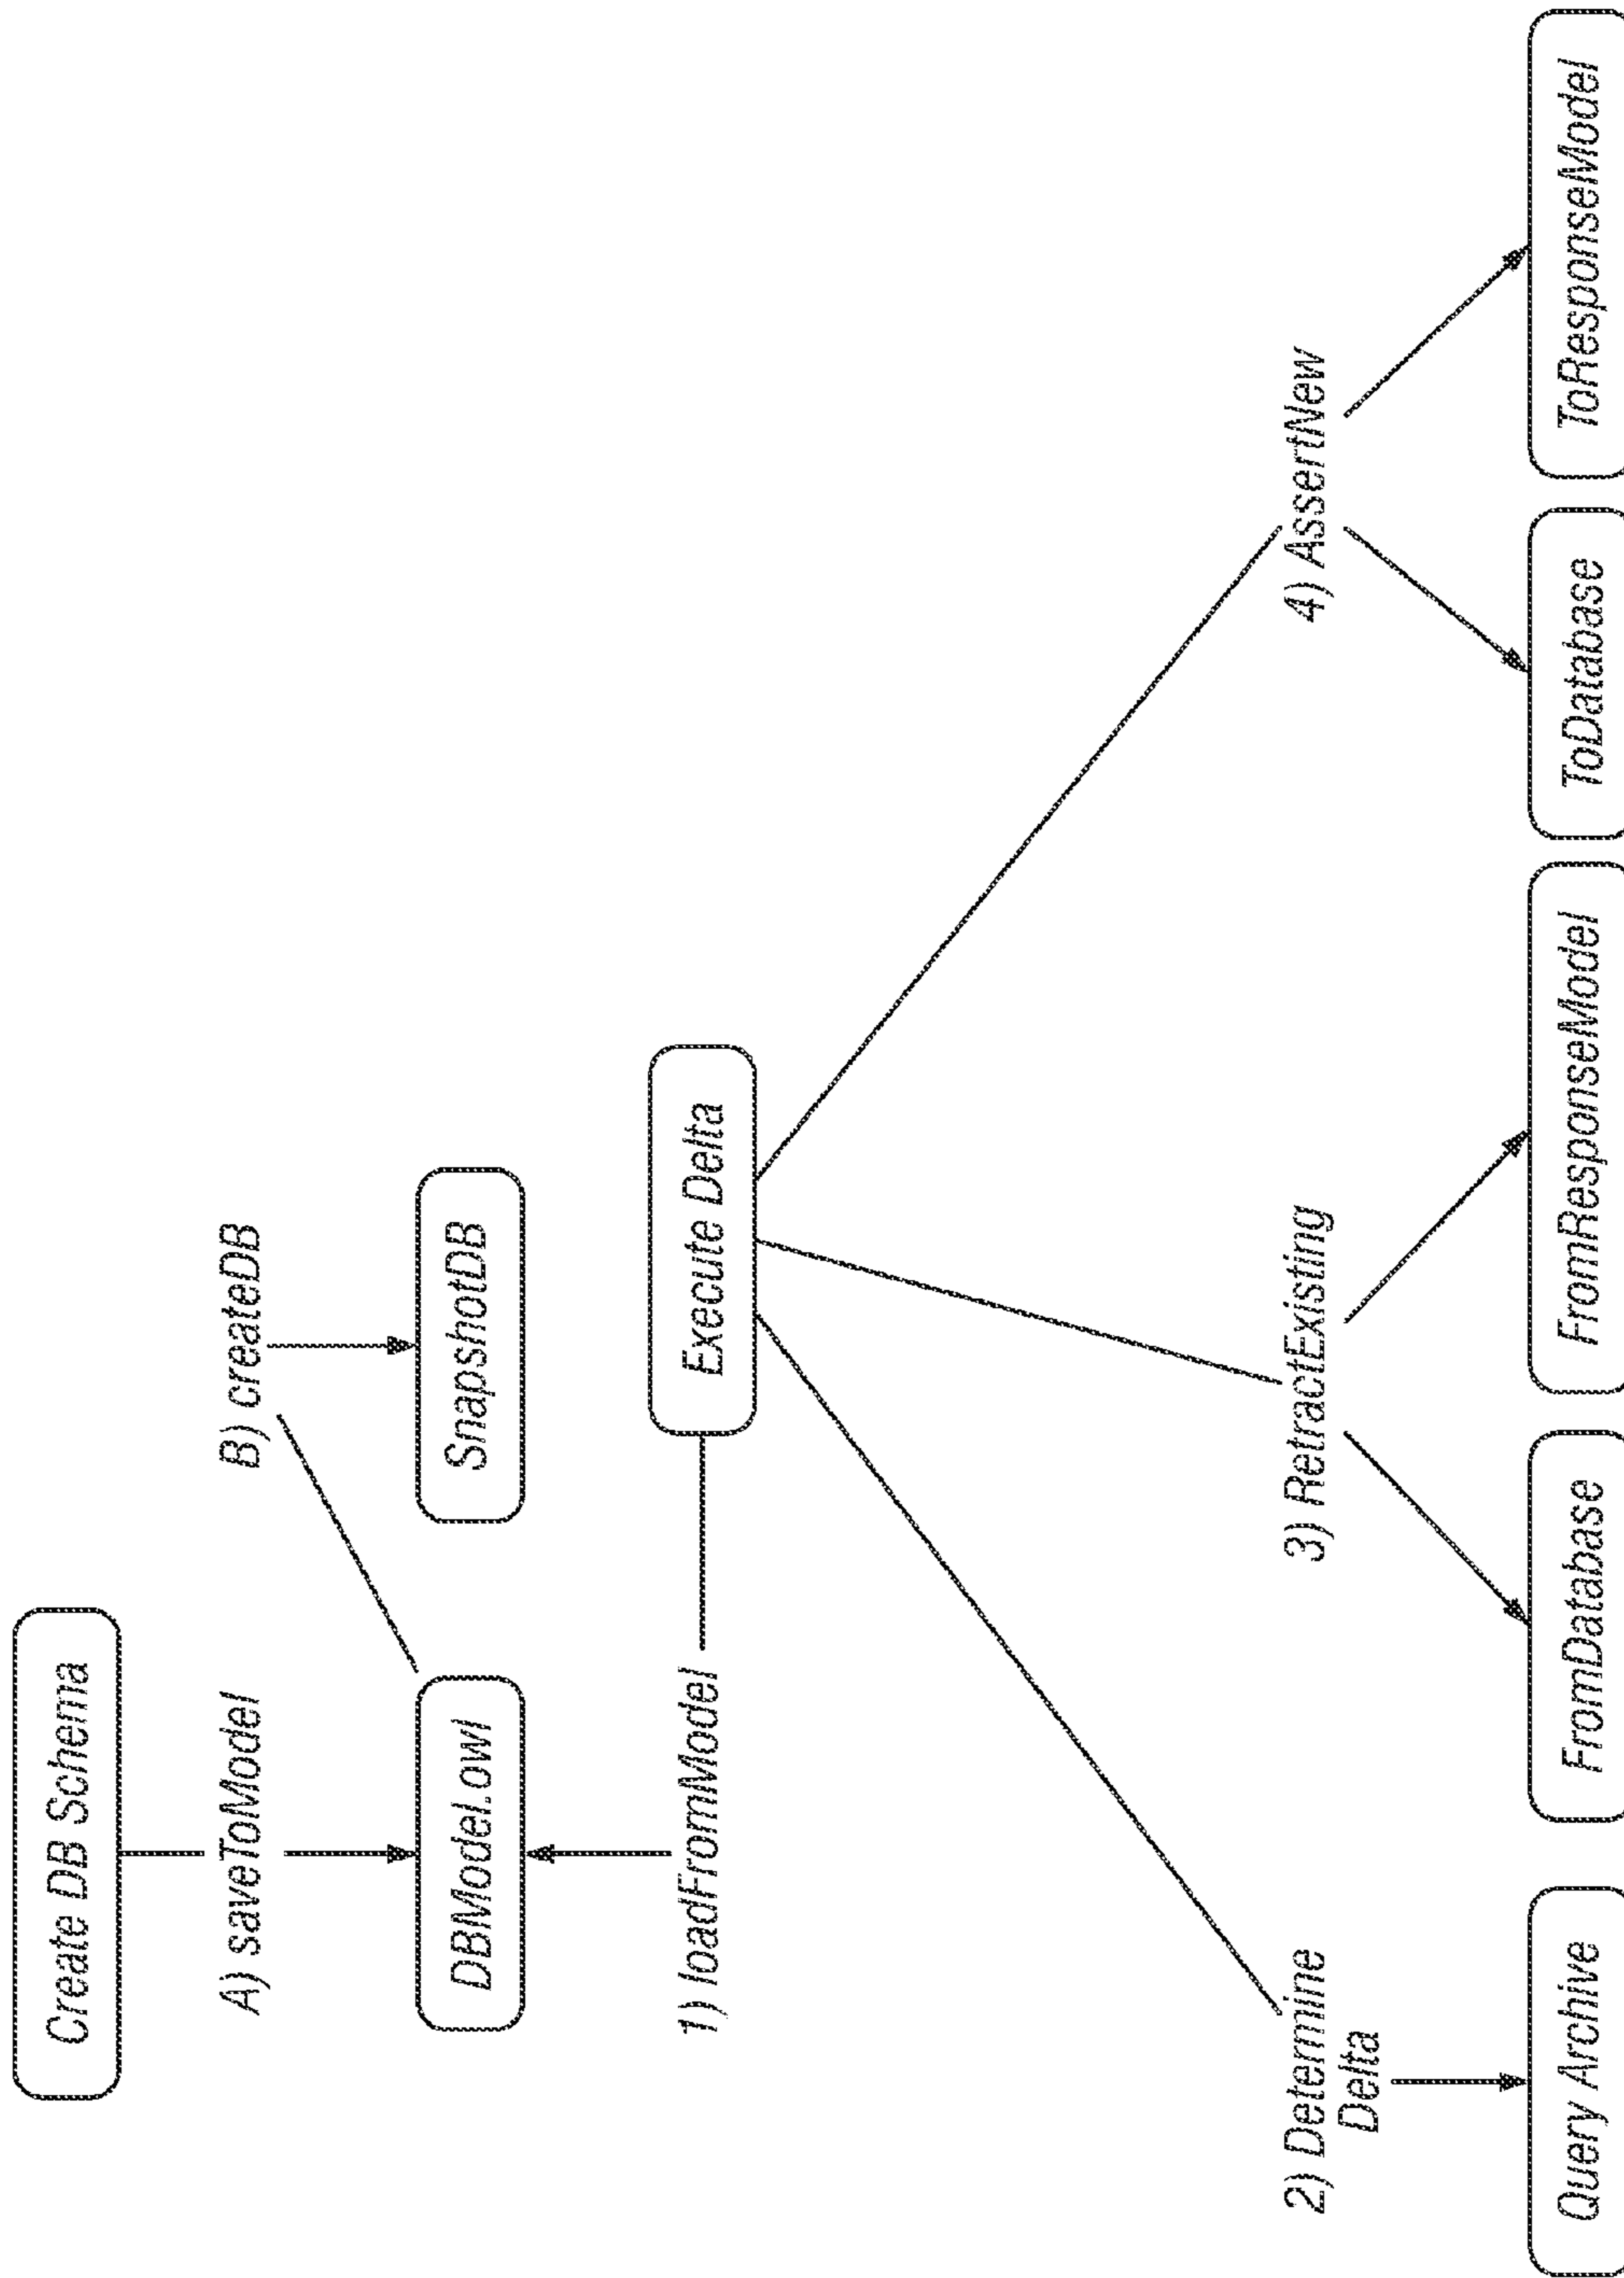 Create DB Schema
A) saveToModel
B) createDB
DBModel.owl
SnapshotDB
1) loadFromModel
Execute Delta
2) Determine
Delta
3) RetractExisting
4) AssertNew
Query Archive
FromDatabase
FromResponseModel
ToDatabase
ToResponseModel